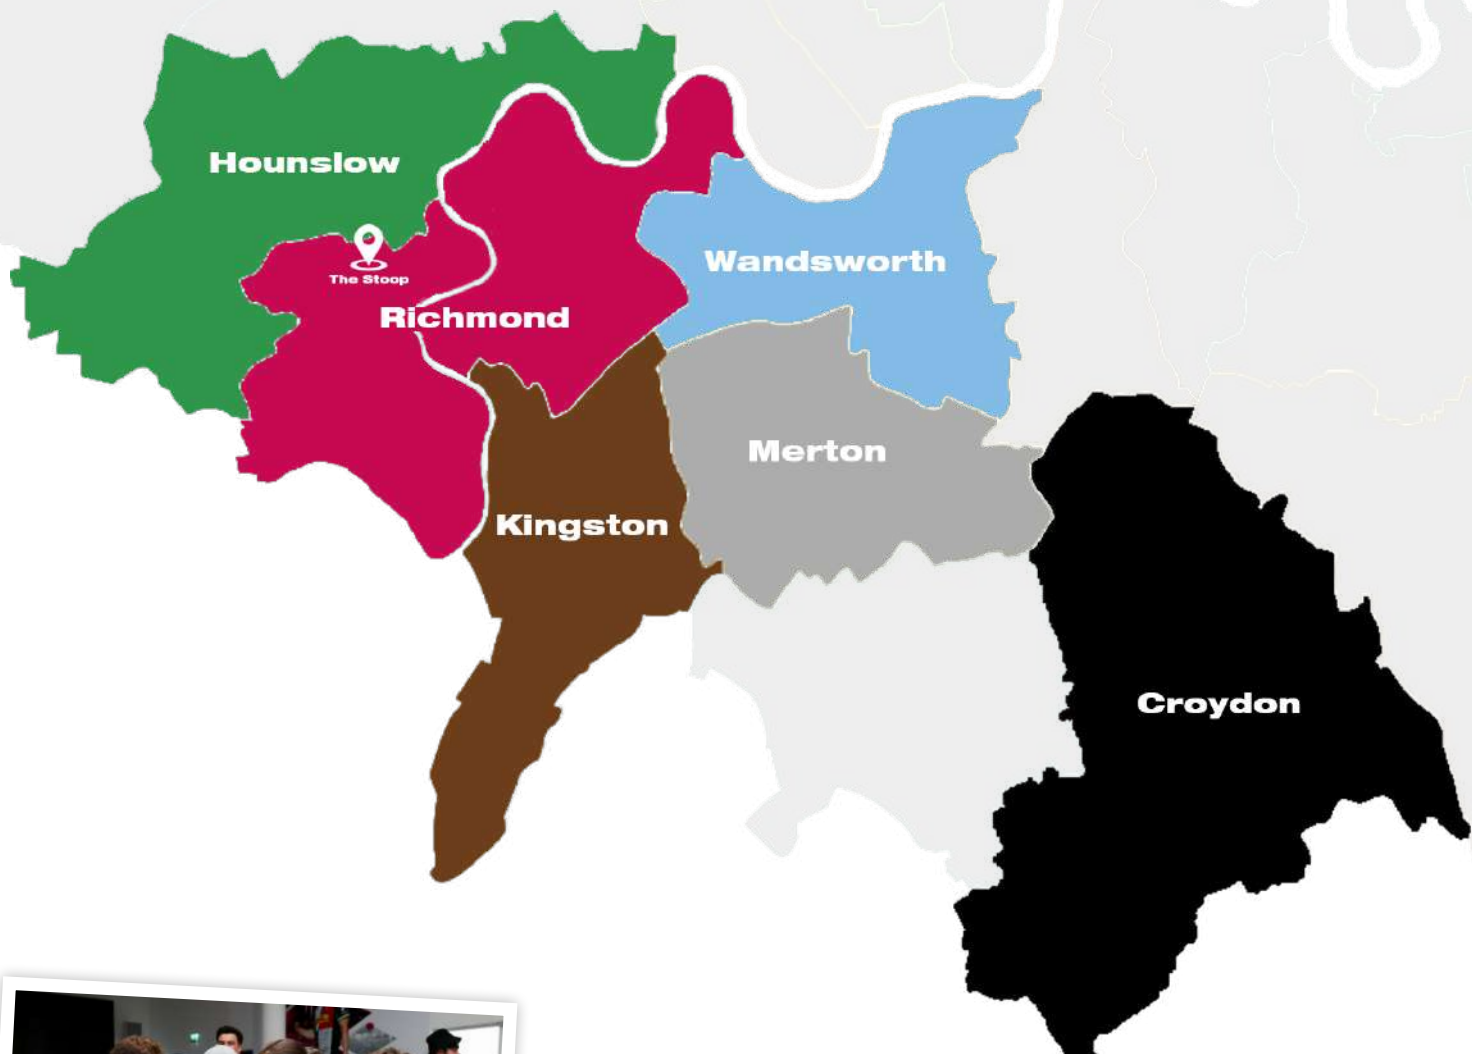 Hounslow
Wandsworth
The Stoop
Richmond
Merton
Kingston
Croydon